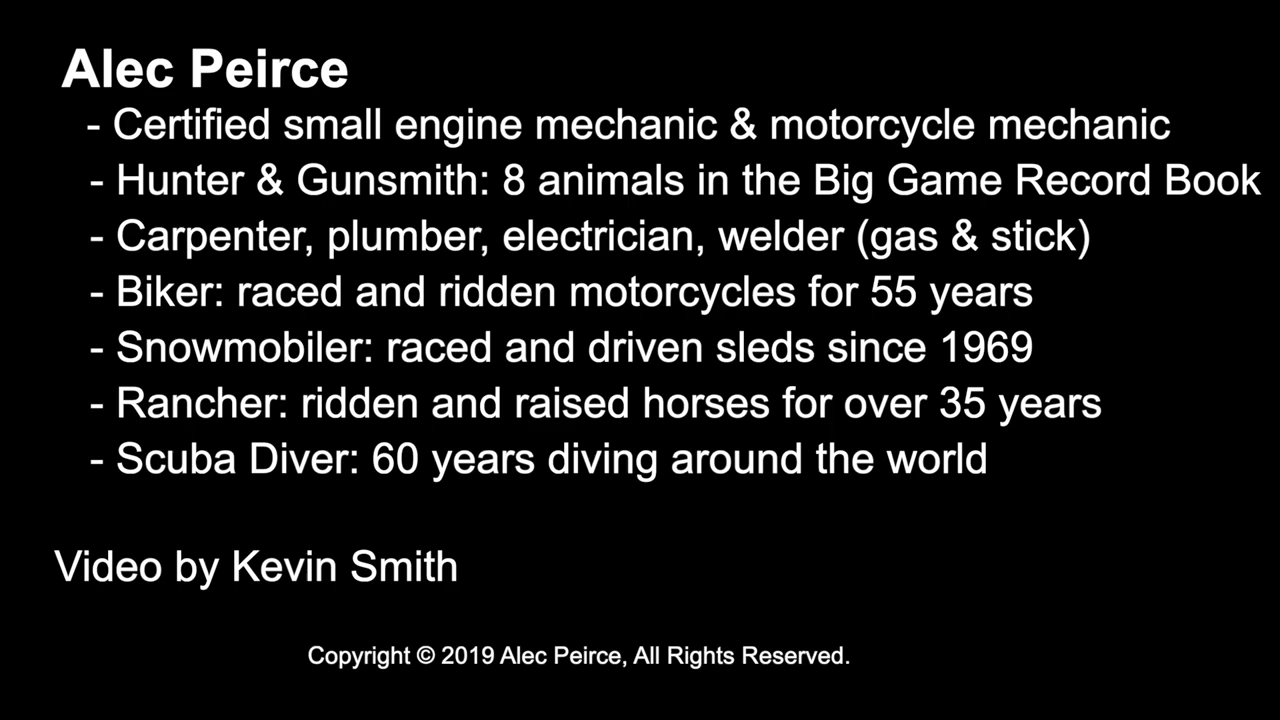 Alec Peirce
- Certified small engine mechanic & motorcycle mechanic
- Hunter & Gunsmith: 8 animals in the Big Game Record Book
- Carpenter, plumber, electrician, welder (gas & stick)
- Biker: raced and ridden motorcycles for 55 years
- Snowmobiler: raced and driven sleds since 1969
- Rancher: ridden and raised horses for over 35 years
- Scuba Diver: 60 years diving around the world
Video by Kevin Smith
Copyright © 2019 Alec Peirce, All Rights Reserved.